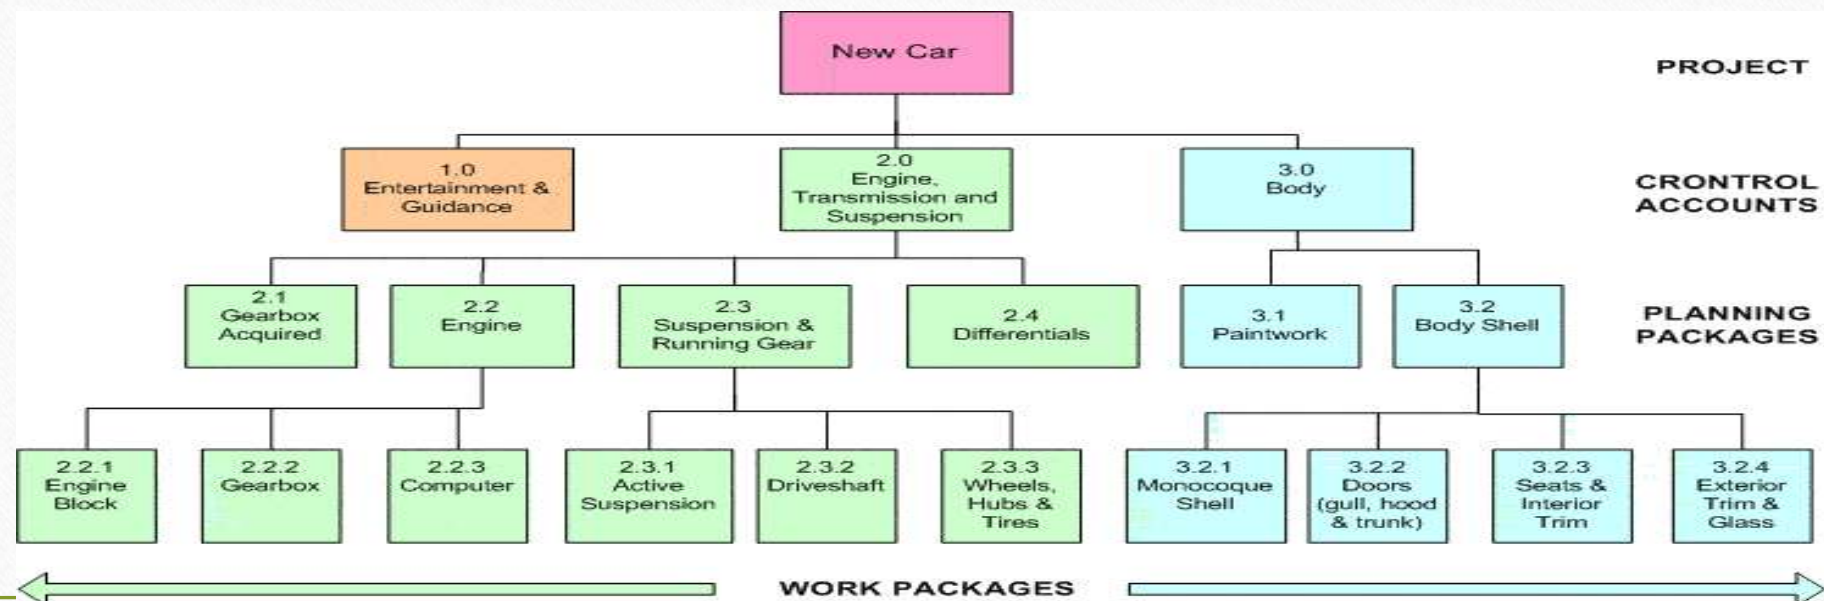 New Car
PROJECT
1.0
Entertainment &
Guidance
2.0
Engine,
Transmission and
Suspension
3.0
Body
CRONTROL
ACCOUNTS
2.1
Gearbox
Acquired
2.2
Engine
2.3
Suspension &
Running Gear
2.4
Differentials
3.1
Paintwork
3.2
Body Shell
PLANNING
PACKAGES
2.2.1
Engine
Block
2.2.2
Gearbox
2.2.3
Computer
2.3.1
Active
Suspension
2.3.2
Driveshaft
2.3.3
Wheels,
Hubs &
Tires
3.2.1
Monocoque
Shell
3.2.2
Doors
(gull, hood
& trunk)
3.2.3
Seats &
Interior
Trim
3.2.4
Exterior
Trim &
Glass
WORK PACKAGES